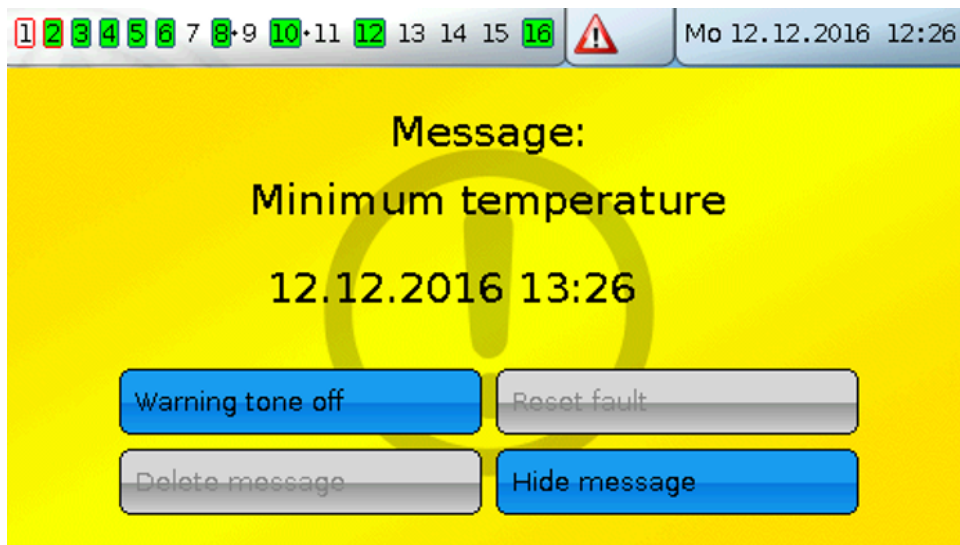 1 2 3 4 5 6 7 8+9 10+11 12 13 14 15 16 Mo 12.12.2016 12:26
Message:
Minimum temperature
12.12.2016 13:26
Warning tone off Reset fault
Delete message Hide message